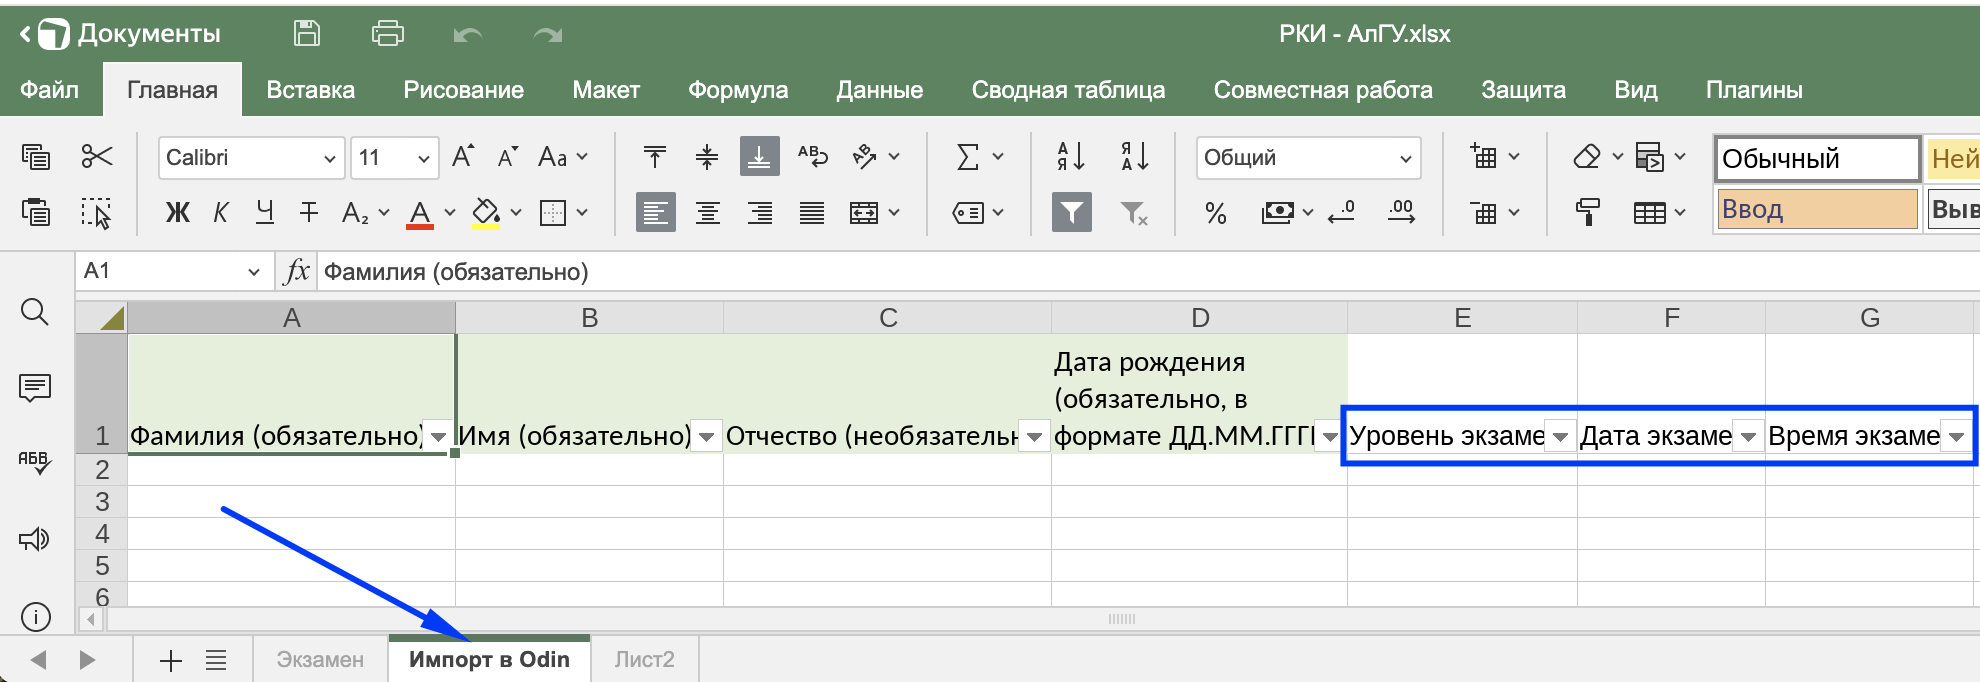 Документы
РКИ - АлГУ.xlsx
Файл Главная Вставка Рисование Макет Формула Данные Сводная таблица Совместная работа Защита Вид Плагины
Calibri 11 Общий Обычный Ней
Ж К Ч Т Ввод Выв
A1 fx Фамилия (обязательно)
A B C D E F G
Дата рождения
(обязательно, в
1 Фамилия (обязательно) Имя (обязательно) Отчество (необязательн формате ДД.ММ.ГГГГ Уровень экзаме Дата экзаме Время экзаме
2
3
4
5
6
Экзамен Импорт в Odin Лист2